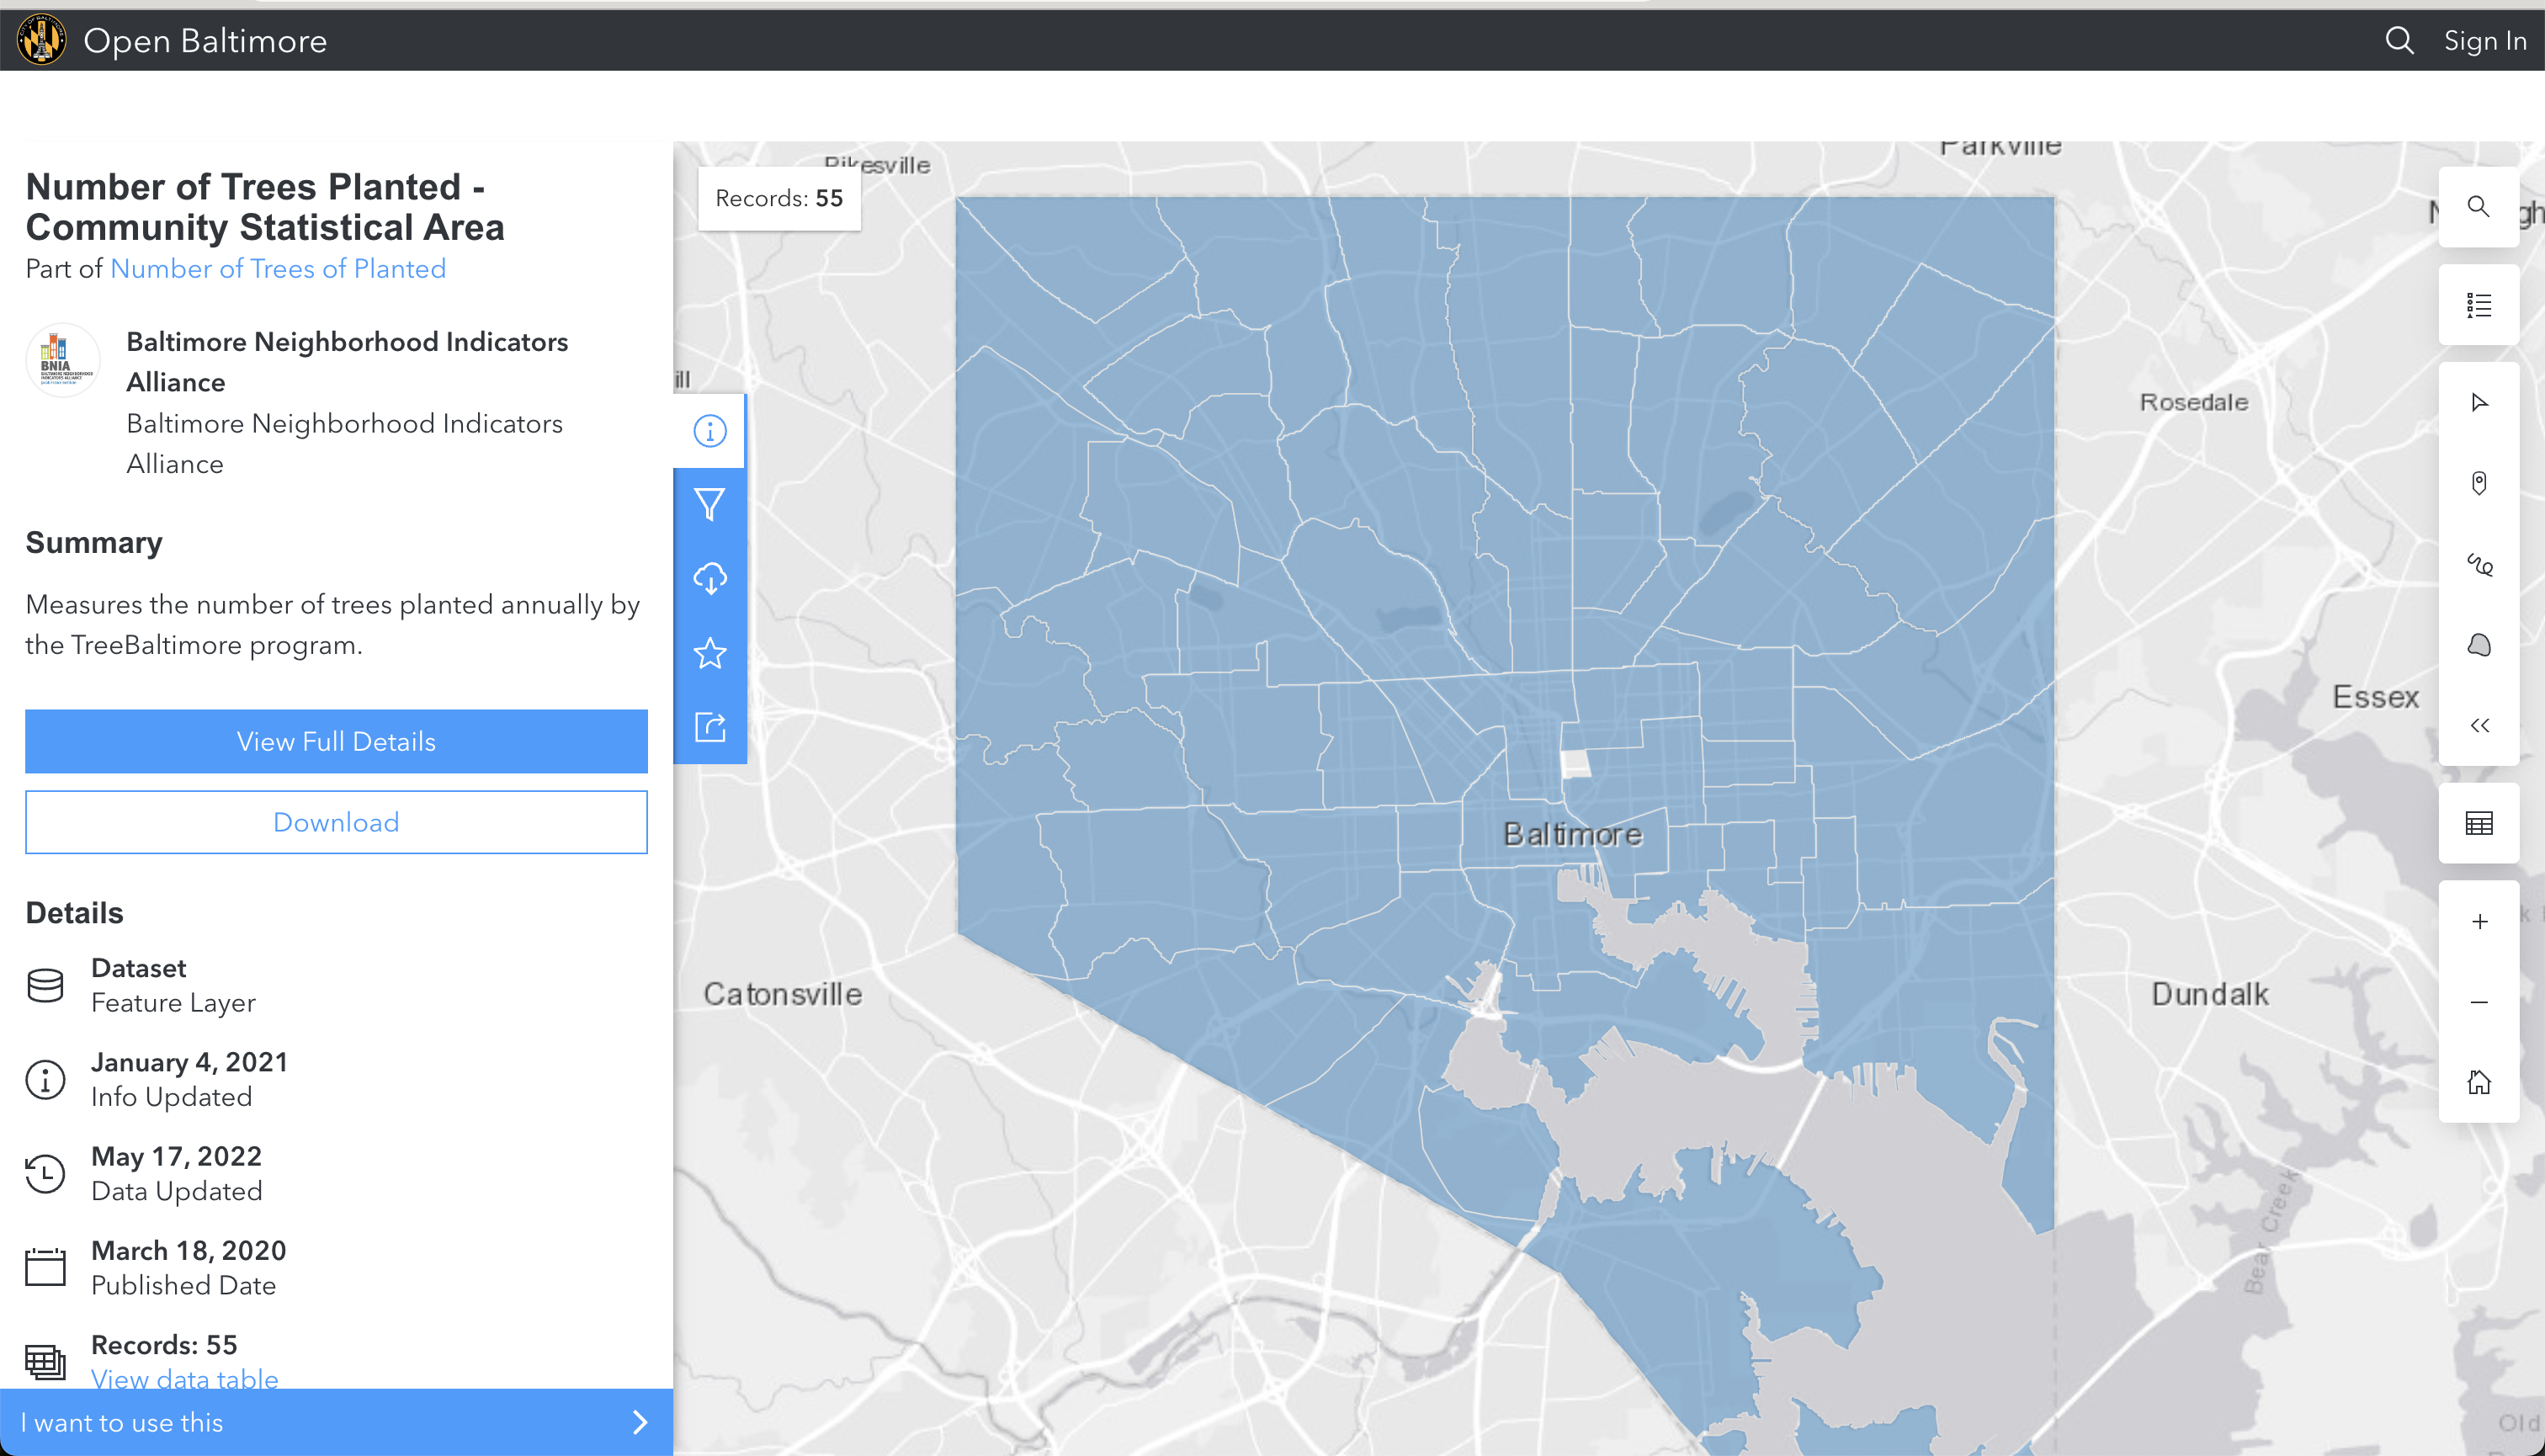 Open Baltimore
Sign In
Number of Trees Planted -
Community Statistical Area
Part of Number of Trees of Planted
BNIA
Baltimore Neighborhood Indicators
Alliance
Baltimore Neighborhood Indicators
Alliance
Summary
Measures the number of trees planted annually by
the TreeBaltimore program.
View Full Details
Download
Details
Dataset
Feature Layer
January 4, 2021
Info Updated
May 17, 2022
Data Updated
March 18, 2020
Published Date
Records: 55
View data table
I want to use this
Records: 55
Pikesville
Parkville
ill
Rosedale
Essex
Baltimore
Catonsville
Dundalk
Bear Creek
Old